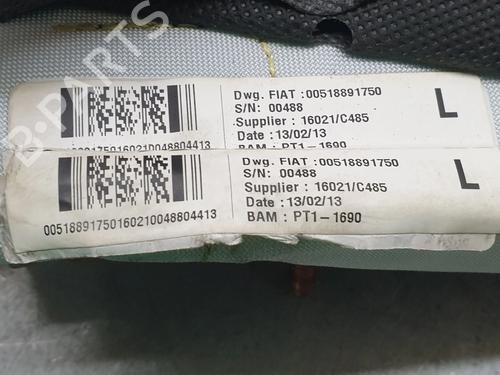 B-PARTS
Dwg. FIAT :00518891750
S/N: 00488
Supplier : 16021/C485
Date :13/02/13
BAM : PT1-1690
L
Dwg. FIAT :00518891750
S/N: 00488
Supplier : 16021/C485
Date :13/02/13
BAM : PT1-1690
L
00518891750160210048804413